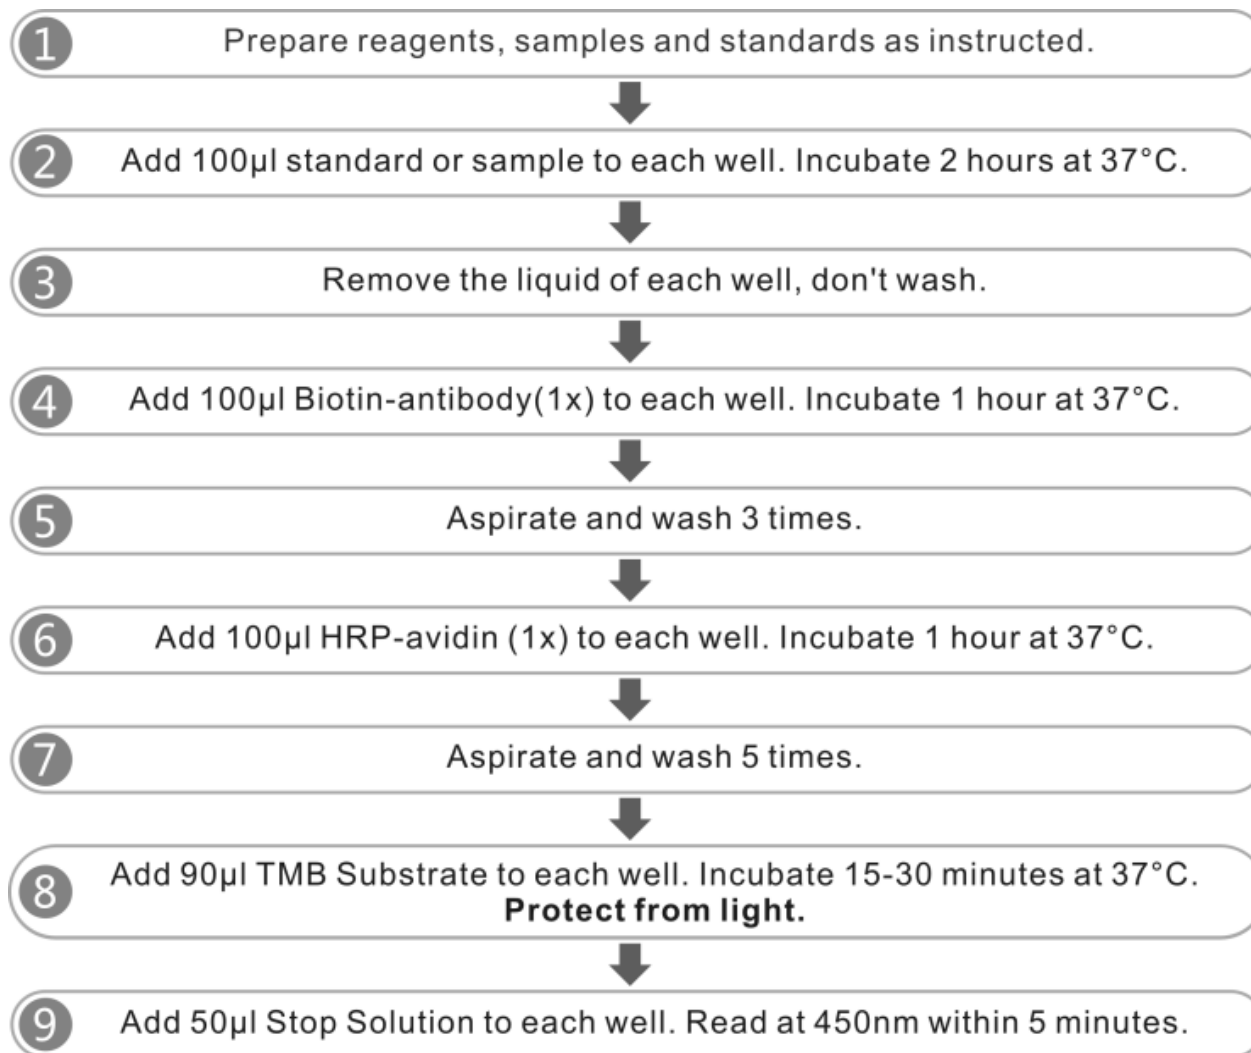 1 Prepare reagents, samples and standards as instructed.
2 Add 100µl standard or sample to each well. Incubate 2 hours at 37°C.
3 Remove the liquid of each well, don't wash.
4 Add 100µl Biotin-antibody(1x) to each well. Incubate 1 hour at 37°C.
5 Aspirate and wash 3 times.
6 Add 100µl HRP-avidin (1x) to each well. Incubate 1 hour at 37°C.
7 Aspirate and wash 5 times.
8 Add 90µl TMB Substrate to each well. Incubate 15-30 minutes at 37°C.
Protect from light.
9 Add 50µl Stop Solution to each well. Read at 450nm within 5 minutes.